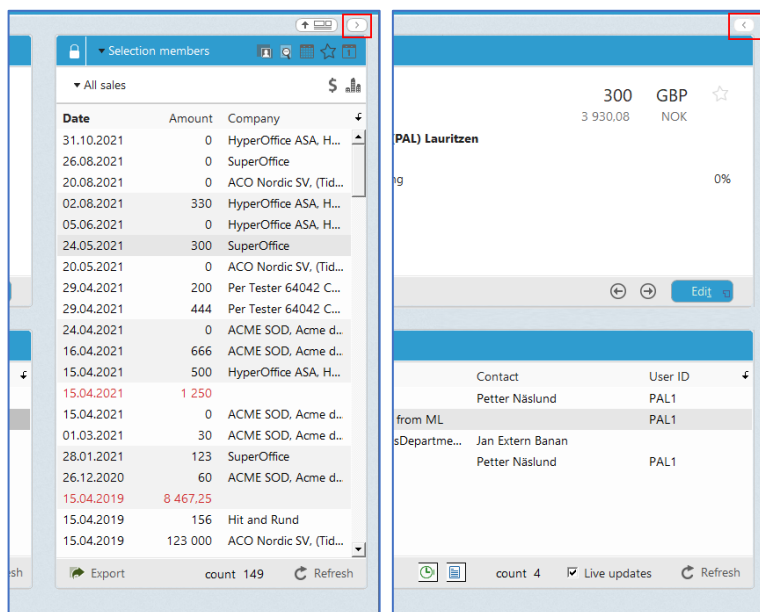 Selection members
All sales $
Date Amount Company
31.10.2021 0 HyperOffice ASA, H...
26.08.2021 0 SuperOffice
20.08.2021 0 ACO Nordic SV, (Tid...
02.08.2021 330 HyperOffice ASA, H...
05.06.2021 0 HyperOffice ASA, H...
24.05.2021 300 SuperOffice
20.05.2021 0 ACO Nordic SV, (Tid...
29.04.2021 200 Per Tester 64042 C...
29.04.2021 444 Per Tester 64042 C...
24.04.2021 0 ACME SOD, Acme d...
16.04.2021 666 ACME SOD, Acme d...
15.04.2021 500 HyperOffice ASA, H...
15.04.2021 1 250
15.04.2021 0 ACME SOD, Acme d...
01.03.2021 30 ACME SOD, Acme d...
28.01.2021 123 SuperOffice
26.12.2020 60 ACME SOD, Acme d...
15.04.2019 8 467,25
15.04.2019 156 Hit and Rund
15.04.2019 123 000 ACO Nordic SV, (Tid...
sh Export count 149 Refresh
300 GBP
3 930,08 NOK
(PAL) Lauritzen
ng 0%
Edit
Contact User ID
Petter Näslund PAL1
from ML PAL1
sDepartme... Jan Extern Banan
Petter Näslund PAL1
count 4 Live updates Refresh